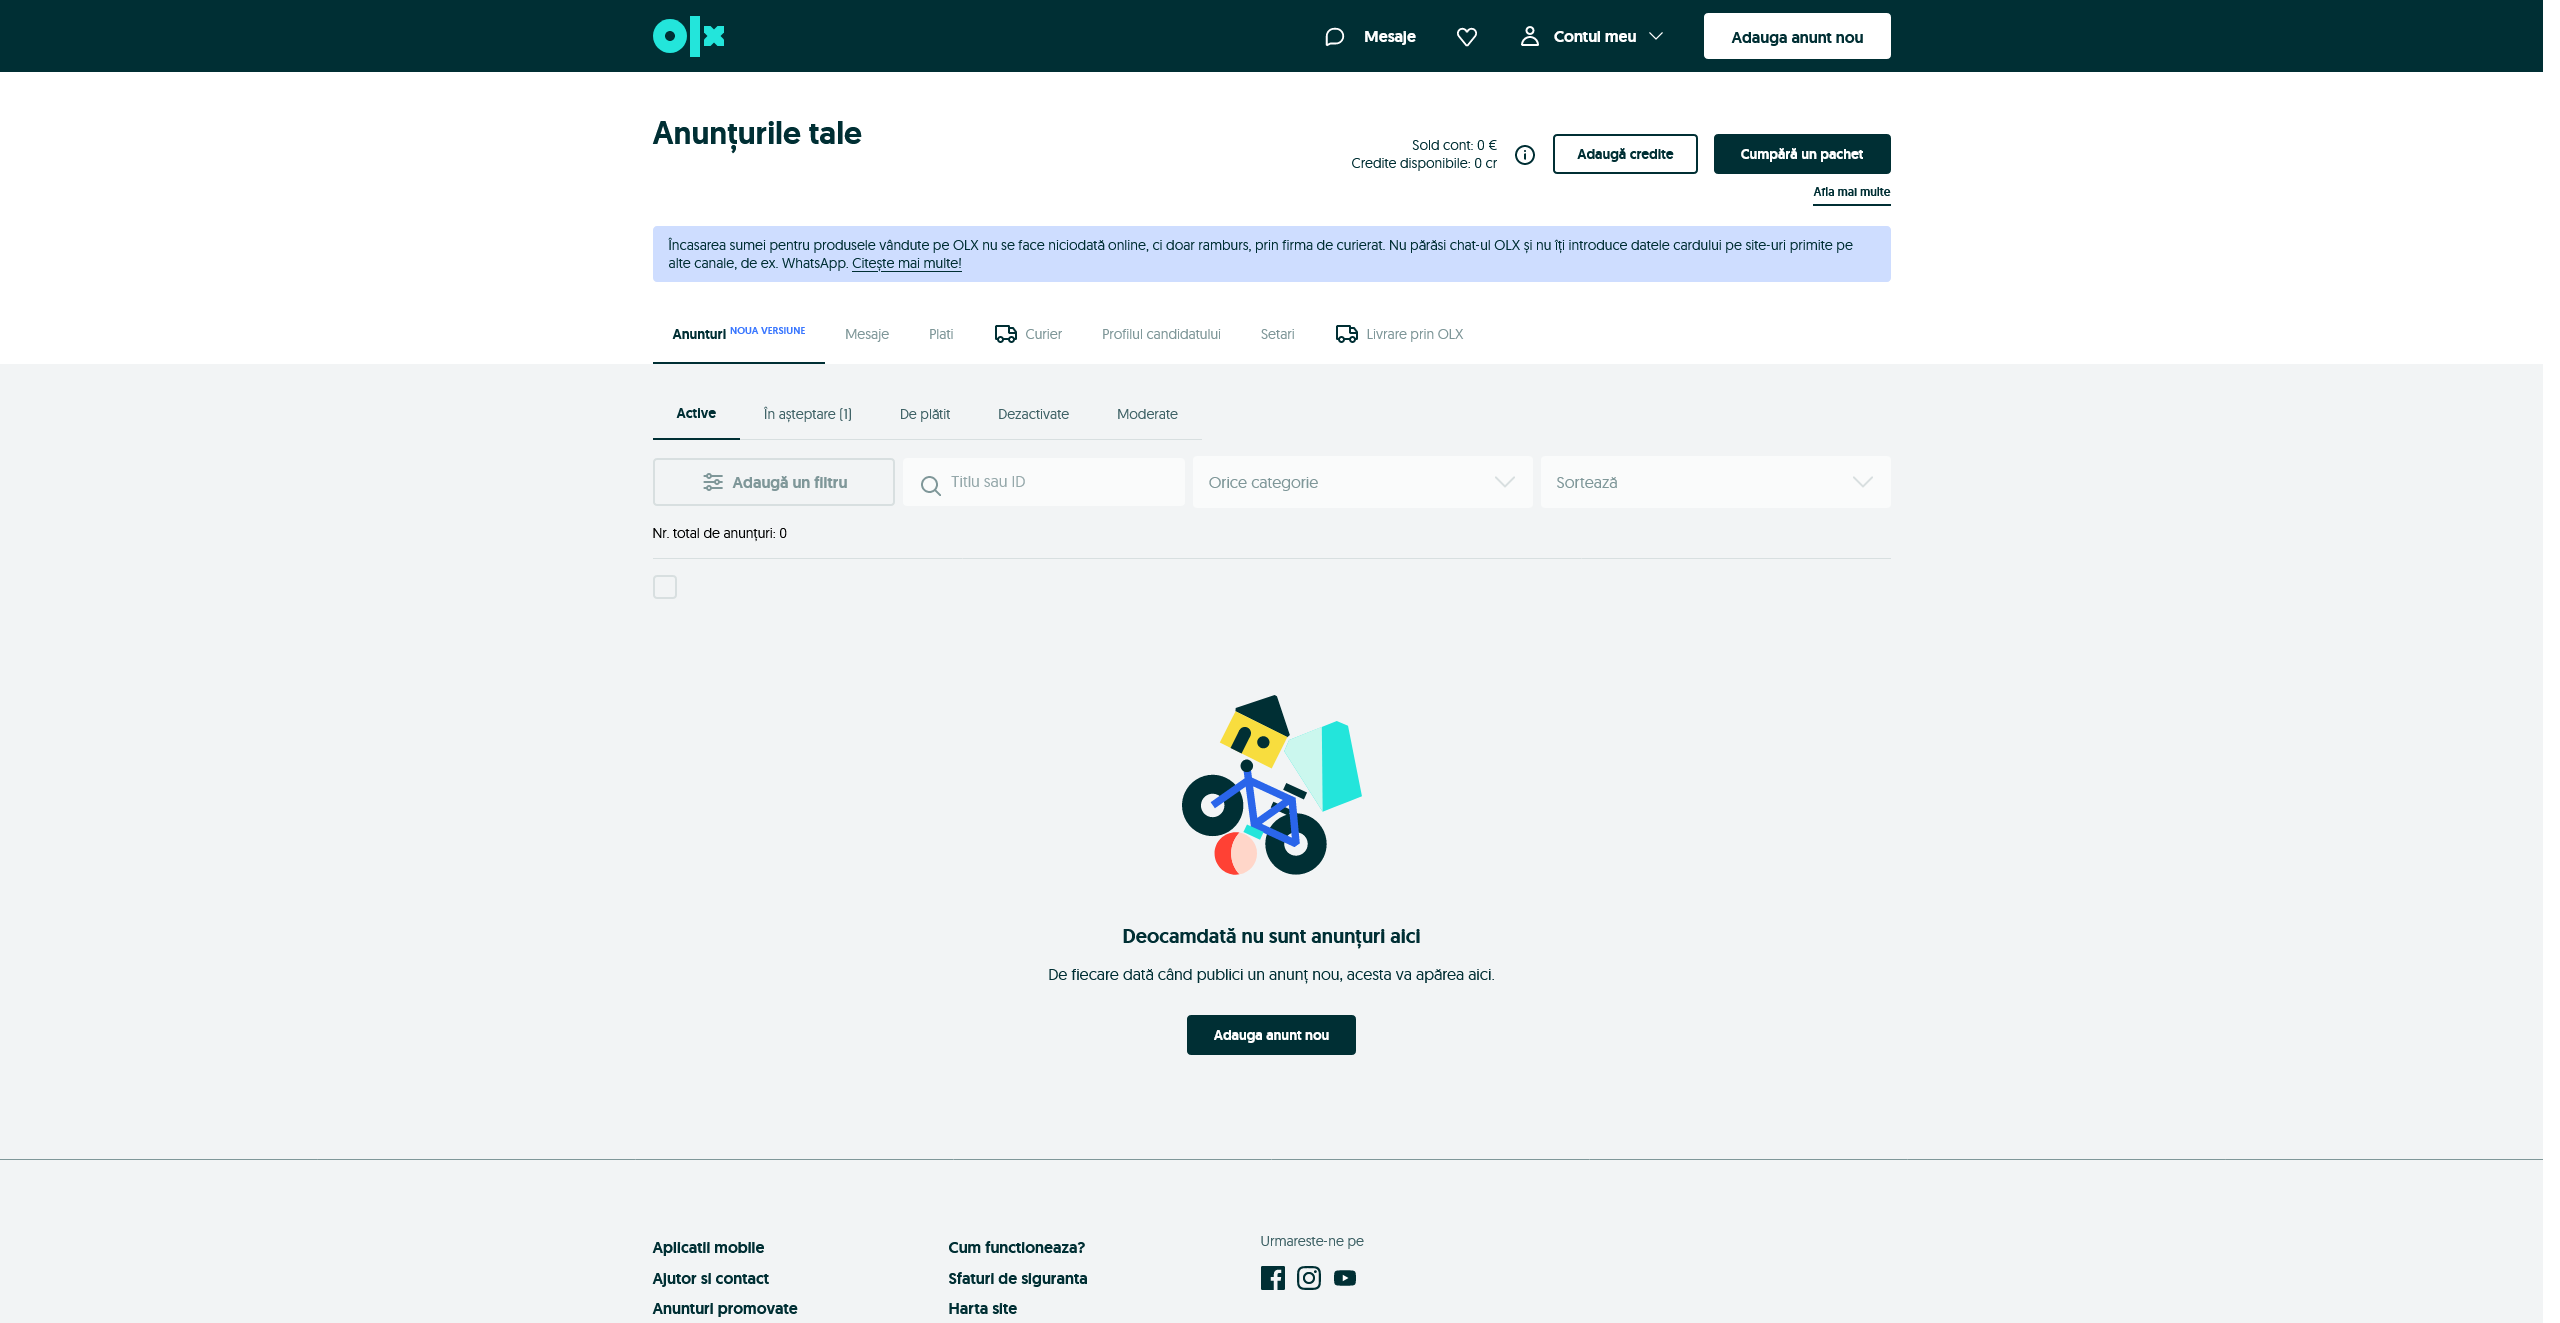 olx
Mesaje
Contul meu
Adauga anunt nou
Anunțurile tale
Sold cont: 0 €
Credite disponibile: 0 cr
Adaugă credite
Cumpără un pachet
Afla mai multe
Încasarea sumei pentru produsele vândute pe OLX nu se face niciodată online, ci doar ramburs, prin firma de curierat. Nu părăsi chat-ul OLX și nu îți introduce datele cardului pe site-uri primite pe
alte canale, de ex. WhatsApp. Citește mai multe!
Anunturi NOUA VERSIUNE
Mesaje
Plati
Curier
Profilul candidatului
Setari
Livrare prin OLX
Active
În așteptare (1)
De plătit
Dezactivate
Moderate
Adaugă un filtru
Titlu sau ID
Orice categorie
Sortează
Nr. total de anunțuri: 0
Deocamdată nu sunt anunțuri aici
De fiecare dată când publici un anunț nou, acesta va apărea aici.
Adauga anunt nou
Aplicatii mobile
Ajutor si contact
Anunturi promovate
Cum functioneaza?
Sfaturi de siguranta
Harta site
Urmareste-ne pe